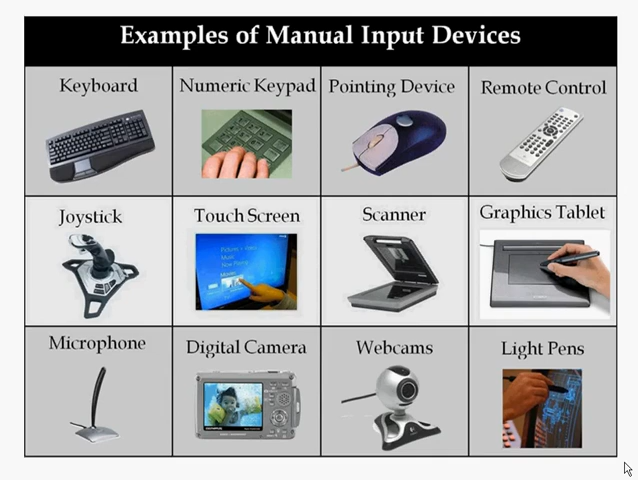 Examples of Manual Input Devices
Keyboard
Numeric Keypad
Pointing Device
Remote Control
Joystick
Touch Screen
Scanner
Graphics Tablet
Microphone
Digital Camera
Webcams
Light Pens
OLYMPUS